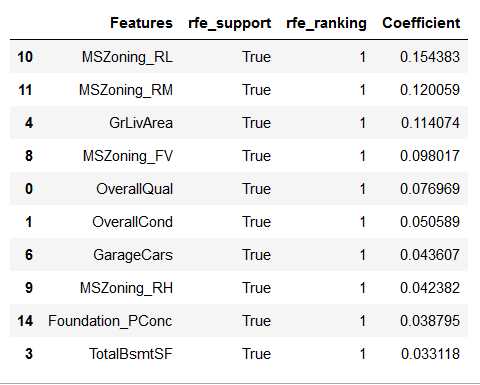 Features rfe_support rfe_ranking Coefficient
10 MSZoning_RL True 1 0.154383
11 MSZoning_RM True 1 0.120059
4 GrLivArea True 1 0.114074
8 MSZoning_FV True 1 0.098017
0 OverallQual True 1 0.076969
1 OverallCond True 1 0.050589
6 GarageCars True 1 0.043607
9 MSZoning_RH True 1 0.042382
14 Foundation_PConc True 1 0.038795
3 TotalBsmtSF True 1 0.033118